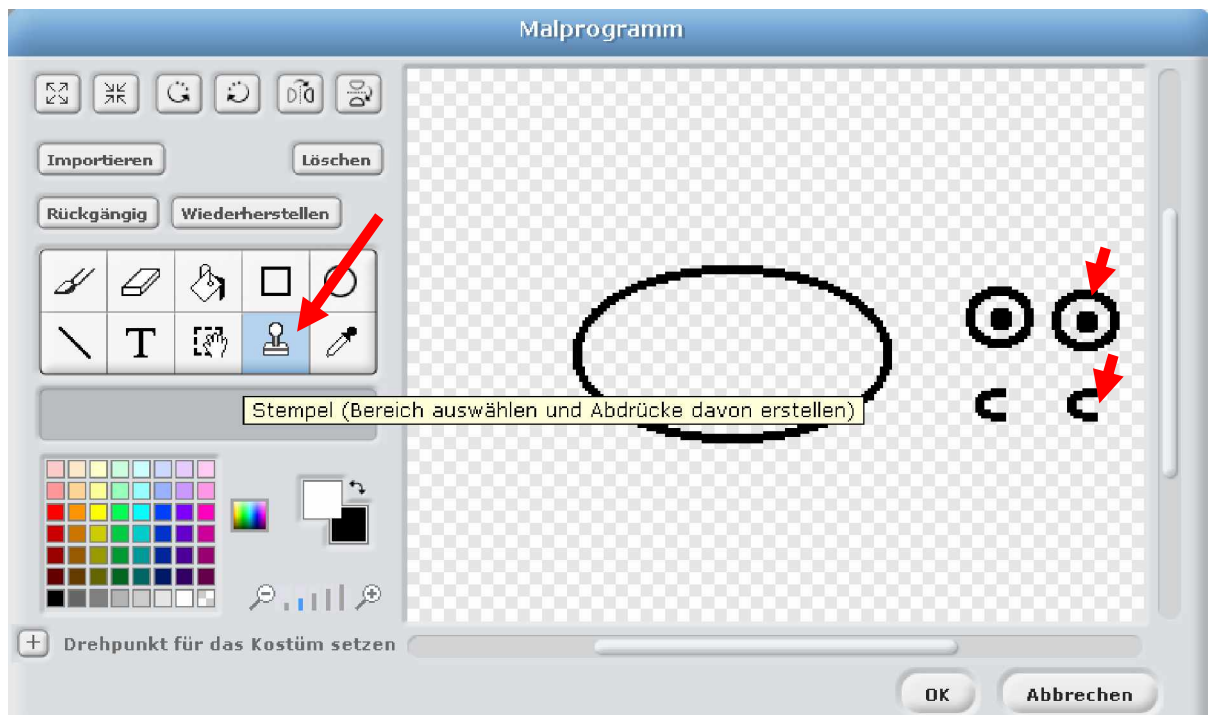 Malprogramm
Importieren
Löschen
Rückgängig
Wiederherstellen
T
Stempel (Bereich auswählen und Abdrücke davon erstellen)
Drehpunkt für das Kostüm setzen
OK
Abbrechen